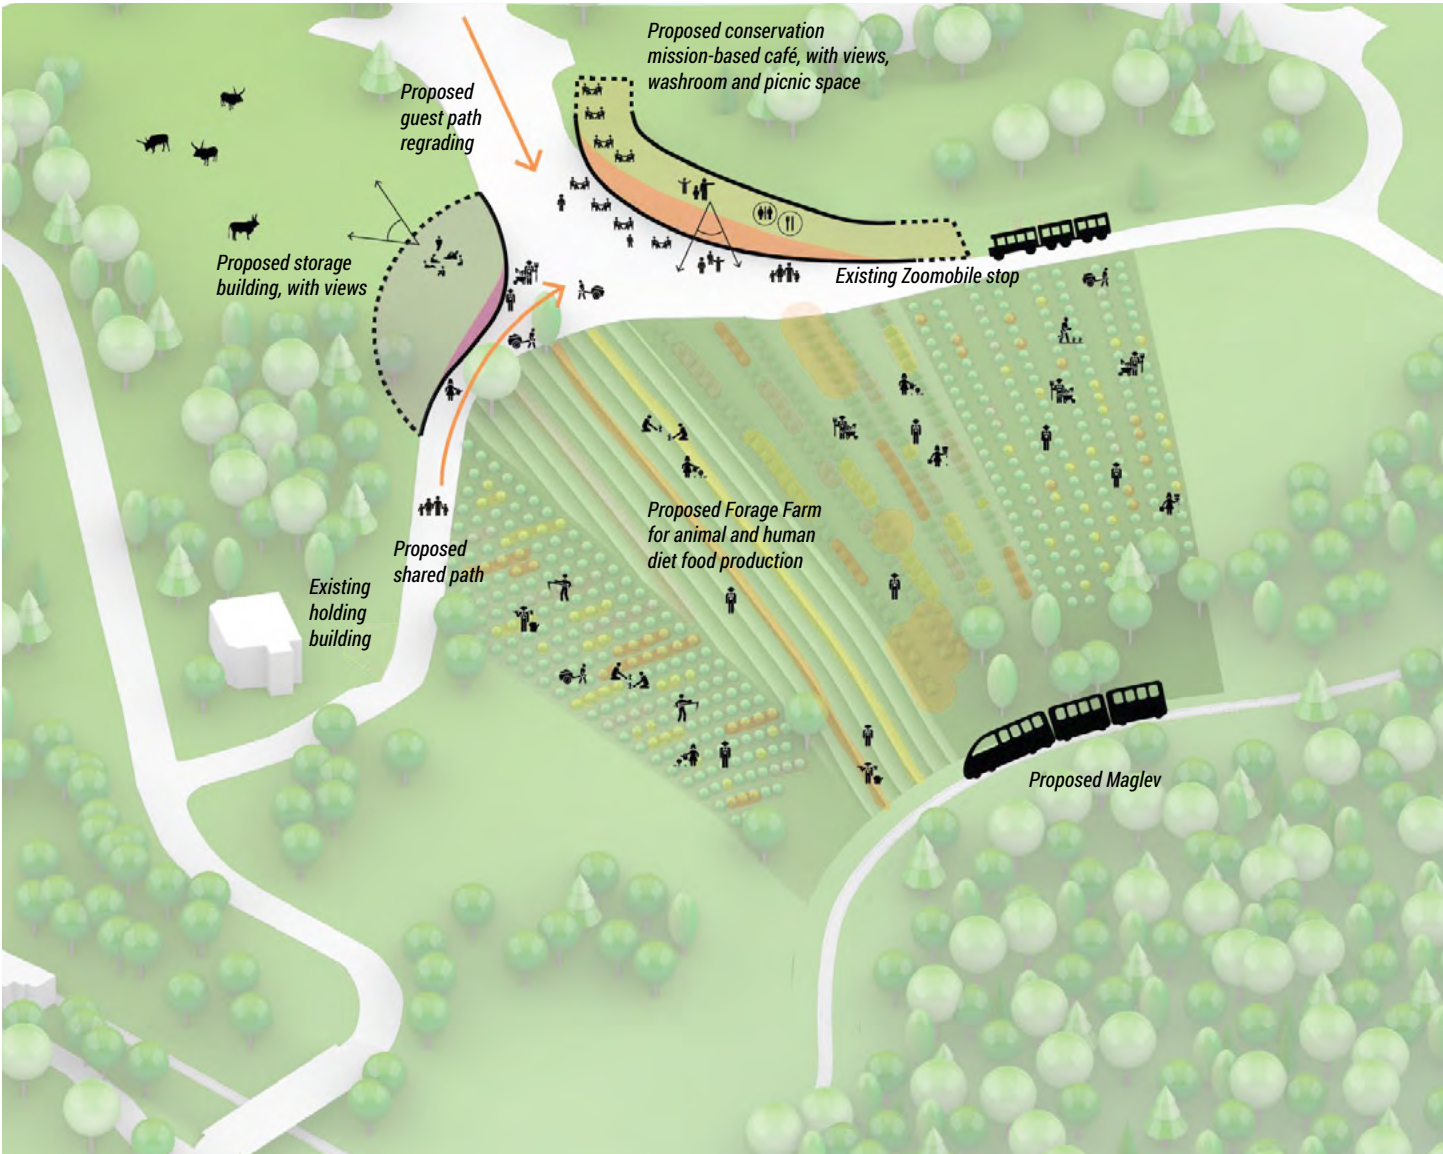 Proposed conservation
mission-based café, with views,
washroom and picnic space
Proposed
guest path
regrading
Proposed storage
building, with views
Existing Zoomobile stop
Proposed Forage Farm
for animal and human
diet food production
Proposed
shared path
Existing
holding
building
Proposed Maglev